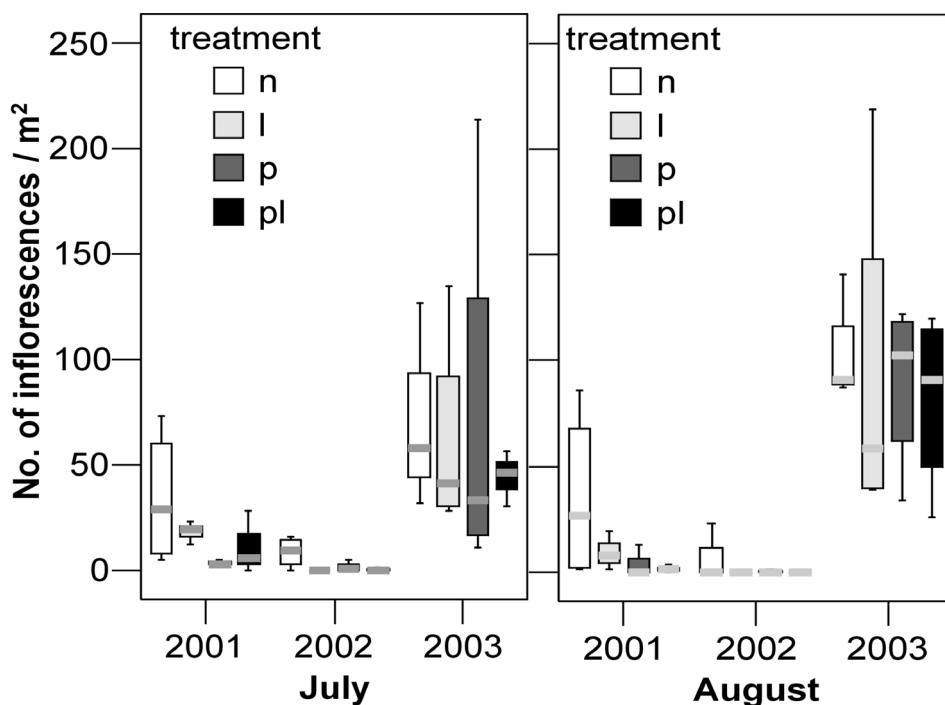 No. of inflorescences / m²
250
200
150
100
50
0
treatment
n
l
p
pl
2001 2002 2003
July
treatment
n
l
p
pl
2001 2002 2003
August